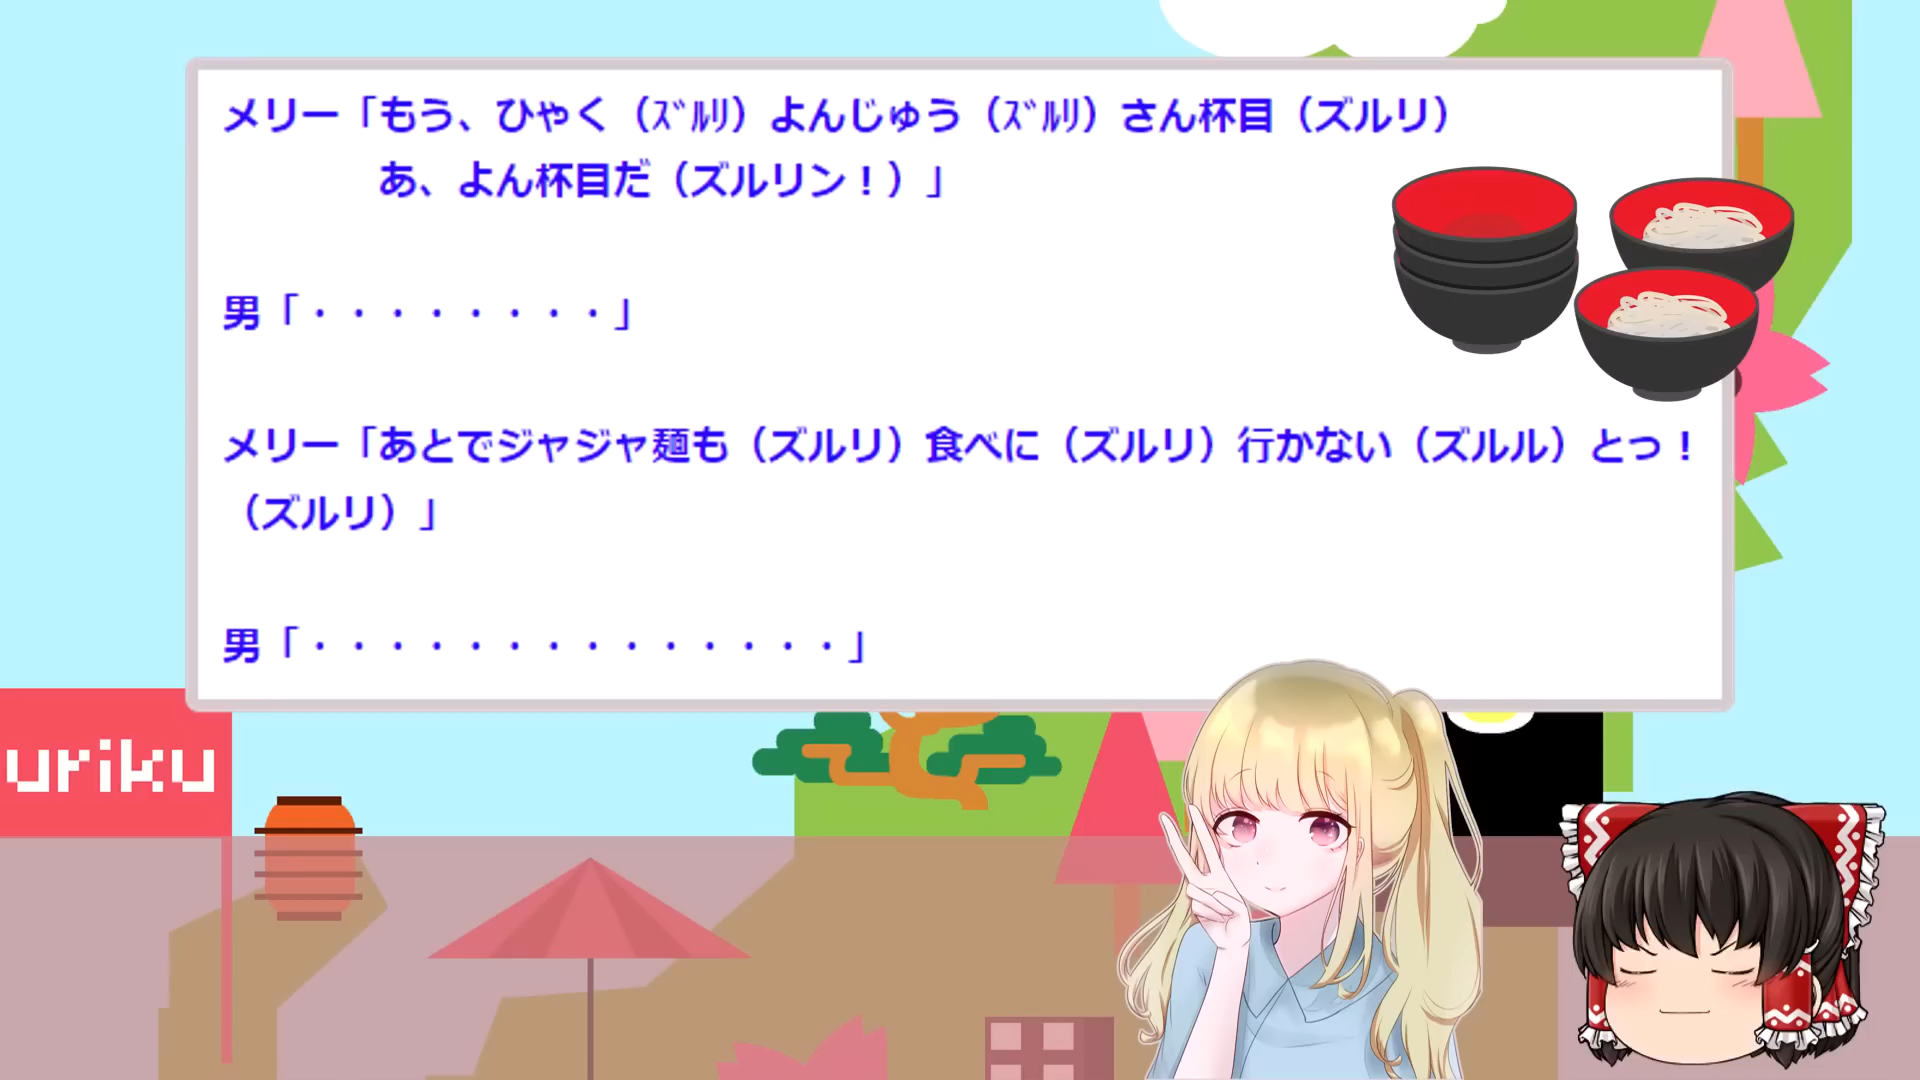 メリー「もう、ひゃく（ｽﾞﾙﾘ）よんじゅう（ｽﾞﾙﾘ）さん杯目（ズルリ）
あ、よん杯目だ（ズルリン！）」
男「・・・・・・・・」
メリー「あとでジャジャ麺も（ズルリ）食べに（ズルリ）行かない（ズルル）とっ！
（ズルリ）」
男「・・・・・・・・・・・・・・」
uriku